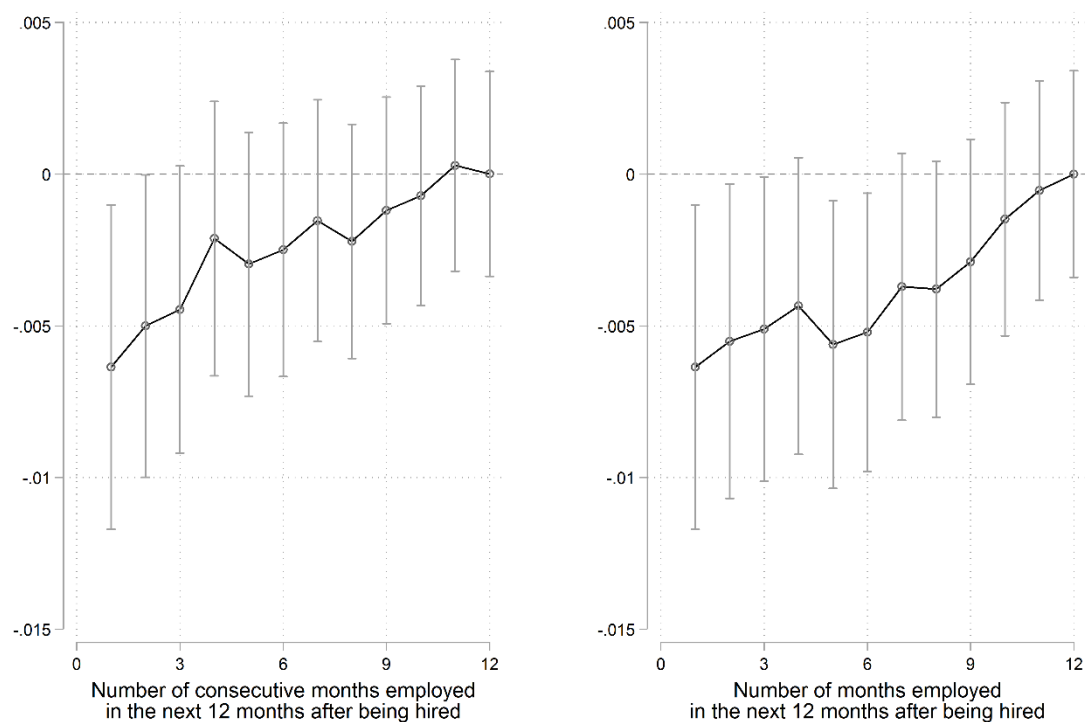 .005
0
-.005
-.01
-.015
0 3 6 9 12
Number of consecutive months employed
in the next 12 months after being hired
.005
0
-.005
-.01
-.015
0 3 6 9 12
Number of months employed
in the next 12 months after being hired